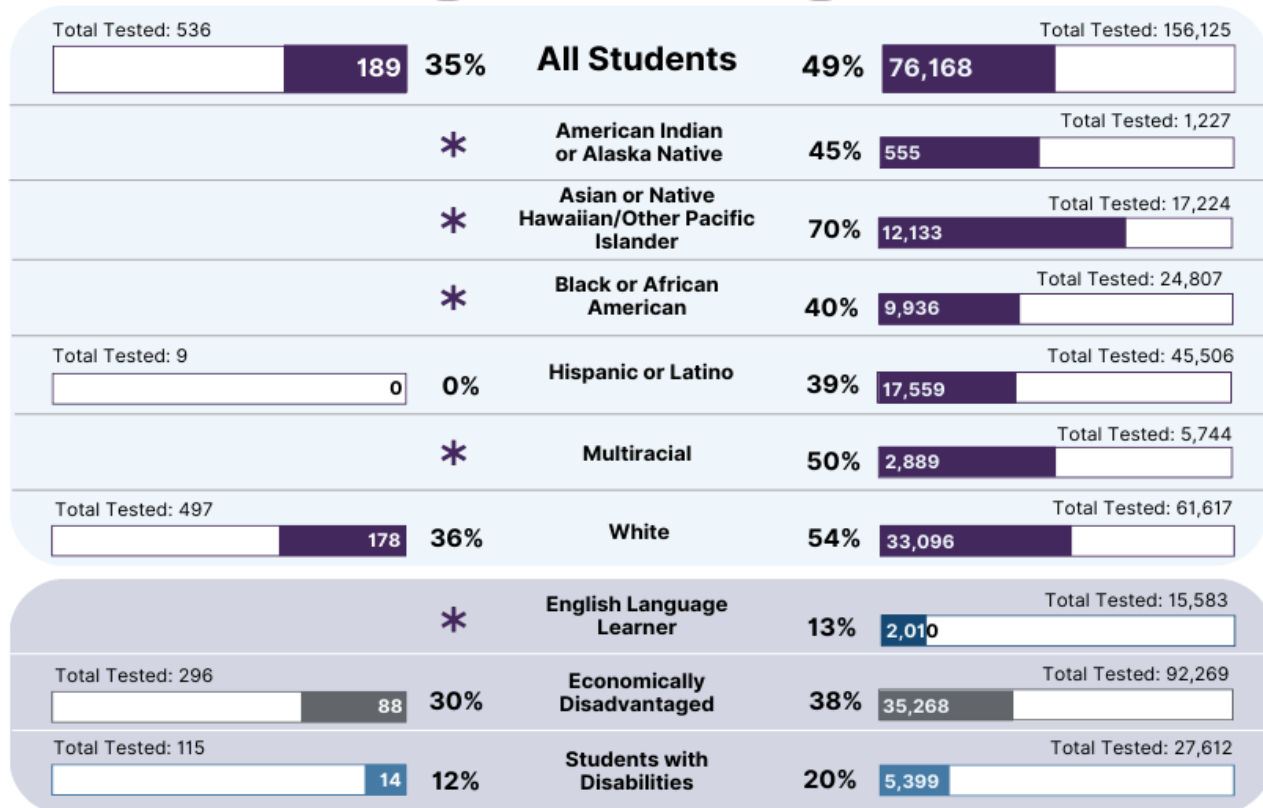 Total Tested: 536
189
35%
All Students
49%
76,168
Total Tested: 156,125
*
American Indian
or Alaska Native
45%
555
Total Tested: 1,227
*
Asian or Native
Hawaiian/Other Pacific
Islander
70%
12,133
Total Tested: 17,224
*
Black or African
American
40%
9,936
Total Tested: 24,807
Total Tested: 9
0
0%
Hispanic or Latino
39%
17,559
Total Tested: 45,506
*
Multiracial
50%
2,889
Total Tested: 5,744
Total Tested: 497
178
36%
White
54%
33,096
Total Tested: 61,617
*
English Language
Learner
13%
2,010
Total Tested: 15,583
Total Tested: 296
88
30%
Economically
Disadvantaged
38%
35,268
Total Tested: 92,269
Total Tested: 115
14
12%
Students with
Disabilities
20%
5,399
Total Tested: 27,612